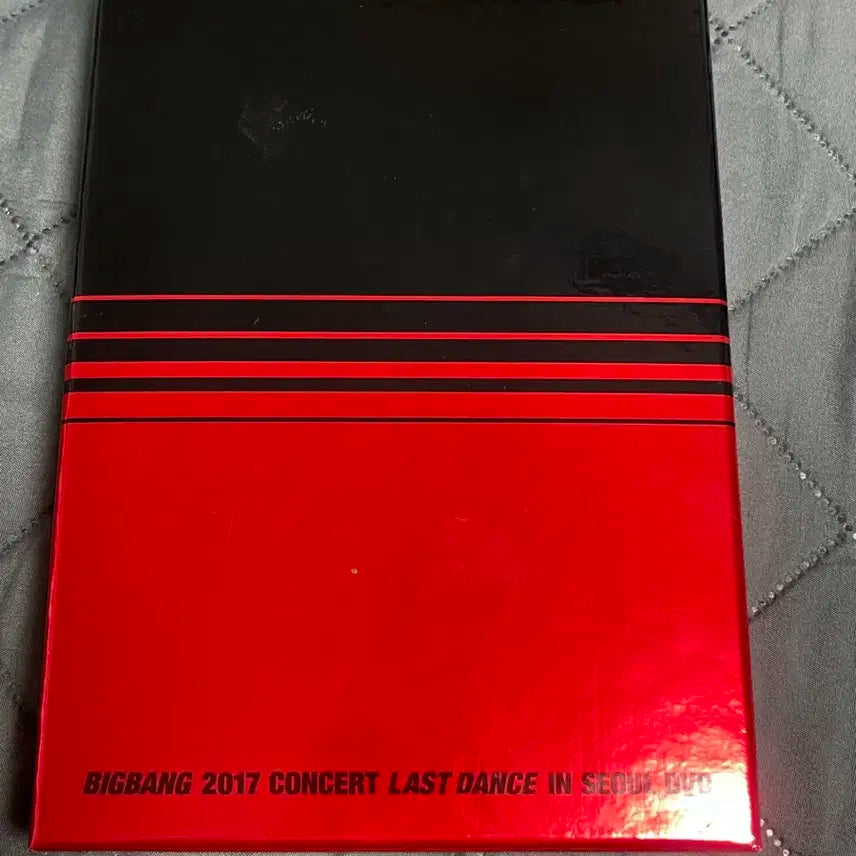 BIGBANG 2017 CONCERT LAST DANCE IN SEOUL DVD